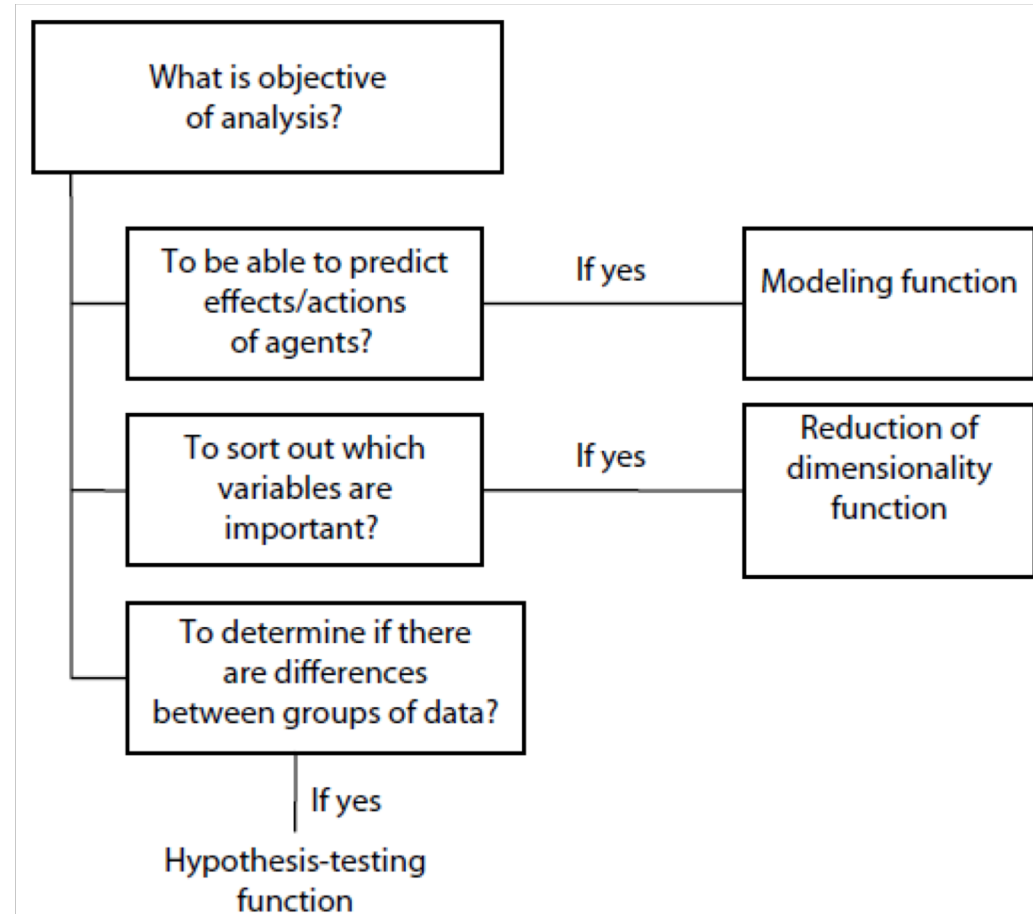 What is objective
of analysis?
To be able to predict
effects/actions
of agents?
If yes
Modeling function
To sort out which
variables are
important?
If yes
Reduction of
dimensionality
function
To determine if there
are differences
between groups of data?
If yes
Hypothesis-testing
function